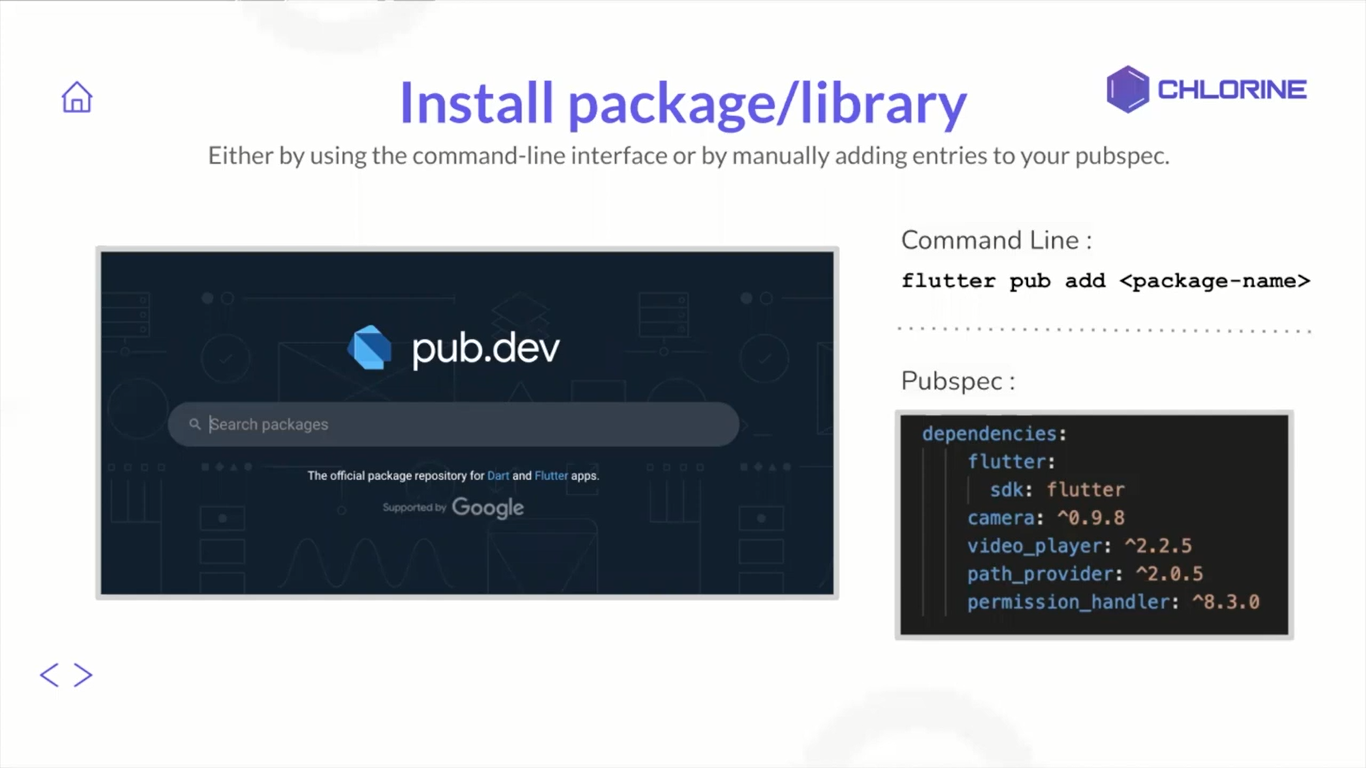 Install package/library
CHLORINE
Either by using the command-line interface or by manually adding entries to your pubspec.
pub.dev
Search packages
The official package repository for Dart and Flutter apps.
Supported by Google
Command Line :
flutter pub add <package-name>
Pubspec :
dependencies:
flutter:
sdk: flutter
camera: ^0.9.8
video_player: ^2.2.5
path_provider: ^2.0.5
permission_handler: ^8.3.0